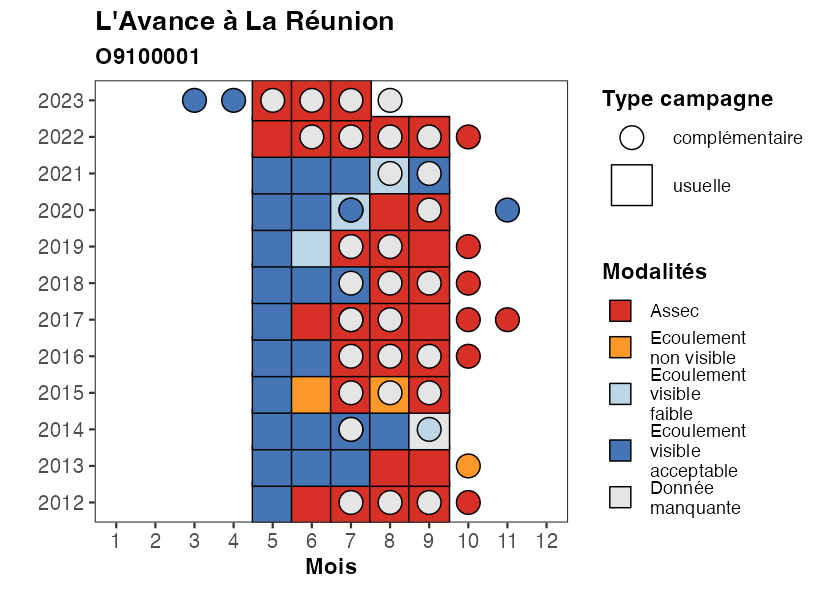 L'Avance à La Réunion
O9100001
2023
2022
2021
2020
2019
2018
2017
2016
2015
2014
2013
2012
1 2 3 4 5 6 7 8 9 10 11 12
Mois
Type campagne
complémentaire
usuelle
Modalités
Assec
Ecoulement
non visible
Ecoulement
visible
faible
Ecoulement
visible
acceptable
Donnée
manquante